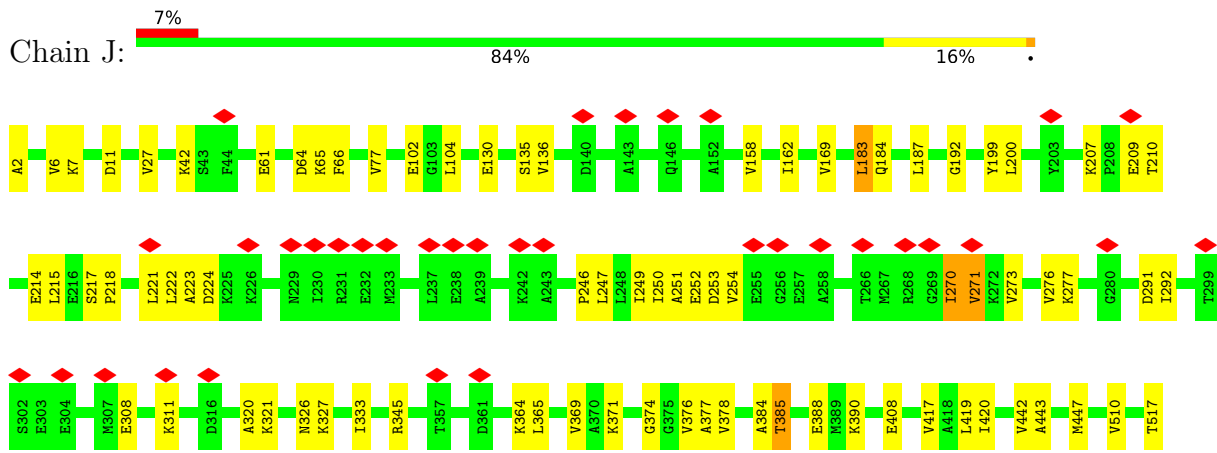 7%
Chain J:
84% 16% •
A2 V6 K7 D11 V27 K42 S43 F44 E61 D64 K65 F66 V77 E102 G103 L104 E130 S135 V136 D140 A143 Q146 A152 V158 I162 V169 L183 Q184 L187 G192 Y199 L200 Y203 K207 P208 E209 T210
E214 L215 E216 S217 P218 L221 L222 A223 D224 K225 K226 N229 I230 R231 E232 M233 L237 E238 A239 K242 A243 P246 L247 L248 I249 I250 A251 E252 D253 V254 E255 G256 E257 A258 T266 M267 R268 G269 I270 V271 K272 V273 V276 K277 G280 D291 I292 T299
S302 E303 E304 M307 E308 K311 D316 A320 K321 N326 K327 I333 R345 T357 D361 K364 L365 V369 A370 K371 G374 G375 V376 A377 V378 A384 T385 E388 M389 K390 E408 V417 A418 L419 I420 V442 A443 M447 V510 T517